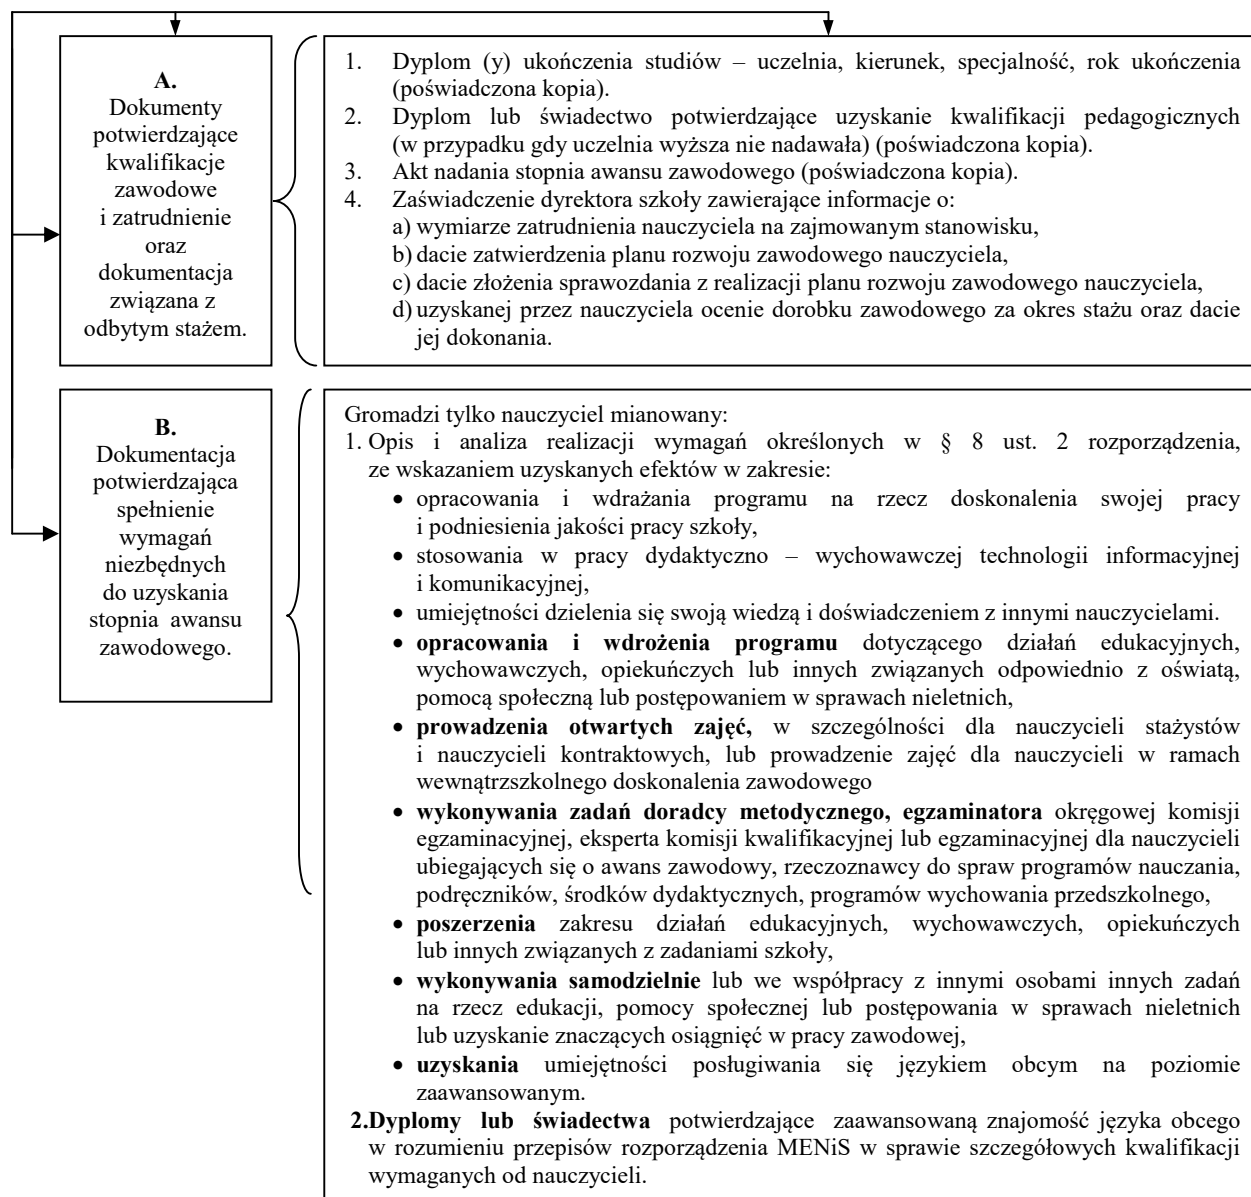 A.
Dokumenty
potwierdzające
kwalifikacje
zawodowe
i zatrudnienie
oraz
dokumentacja
związana z
odbytym stażem.
1. Dyplom (y) ukończenia studiów – uczelnia, kierunek, specjalność, rok ukończenia
(poświadczona kopia).
2. Dyplom lub świadectwo potwierdzające uzyskanie kwalifikacji pedagogicznych
(w przypadku gdy uczelnia wyższa nie nadawała) (poświadczona kopia).
3. Akt nadania stopnia awansu zawodowego (poświadczona kopia).
4. Zaświadczenie dyrektora szkoły zawierające informacje o:
a) wymiarze zatrudnienia nauczyciela na zajmowanym stanowisku,
b) dacie zatwierdzenia planu rozwoju zawodowego nauczyciela,
c) dacie złożenia sprawozdania z realizacji planu rozwoju zawodowego nauczyciela,
d) uzyskanej przez nauczyciela ocenie dorobku zawodowego za okres stażu oraz dacie
jej dokonania.
B.
Dokumentacja
potwierdzająca
spełnienie
wymagań
niezbędnych
do uzyskania
stopnia awansu
zawodowego.
Gromadzi tylko nauczyciel mianowany:
1. Opis i analiza realizacji wymagań określonych w § 8 ust. 2 rozporządzenia,
ze wskazaniem uzyskanych efektów w zakresie:
• opracowania i wdrażania programu na rzecz doskonalenia swojej pracy
i podniesienia jakości pracy szkoły,
• stosowania w pracy dydaktyczno – wychowawczej technologii informacyjnej
i komunikacyjnej,
• umiejętności dzielenia się swoją wiedzą i doświadczeniem z innymi nauczycielami.
• opracowania i wdrożenia programu dotyczącego działań edukacyjnych,
wychowawczych, opiekuńczych lub innych związanych odpowiednio z oświatą,
pomocą społeczną lub postępowaniem w sprawach nieletnich,
• prowadzenia otwartych zajęć, w szczególności dla nauczycieli stażystów
i nauczycieli kontraktowych, lub prowadzenie zajęć dla nauczycieli w ramach
wewnątrzszkolnego doskonalenia zawodowego
• wykonywania zadań doradcy metodycznego, egzaminatora okręgowej komisji
egzaminacyjnej, eksperta komisji kwalifikacyjnej lub egzaminacyjnej dla nauczycieli
ubiegających się o awans zawodowy, rzeczoznawcy do spraw programów nauczania,
podręczników, środków dydaktycznych, programów wychowania przedszkolnego,
• poszerzenia zakresu działań edukacyjnych, wychowawczych, opiekuńczych
lub innych związanych z zadaniami szkoły,
• wykonywania samodzielnie lub we współpracy z innymi osobami innych zadań
na rzecz edukacji, pomocy społecznej lub postępowania w sprawach nieletnich
lub uzyskanie znaczących osiągnięć w pracy zawodowej,
• uzyskania umiejętności posługiwania się językiem obcym na poziomie
zaawansowanym.
2.Dyplomy lub świadectwa potwierdzające zaawansowaną znajomość języka obcego
w rozumieniu przepisów rozporządzenia MENiS w sprawie szczegółowych kwalifikacji
wymaganych od nauczycieli.